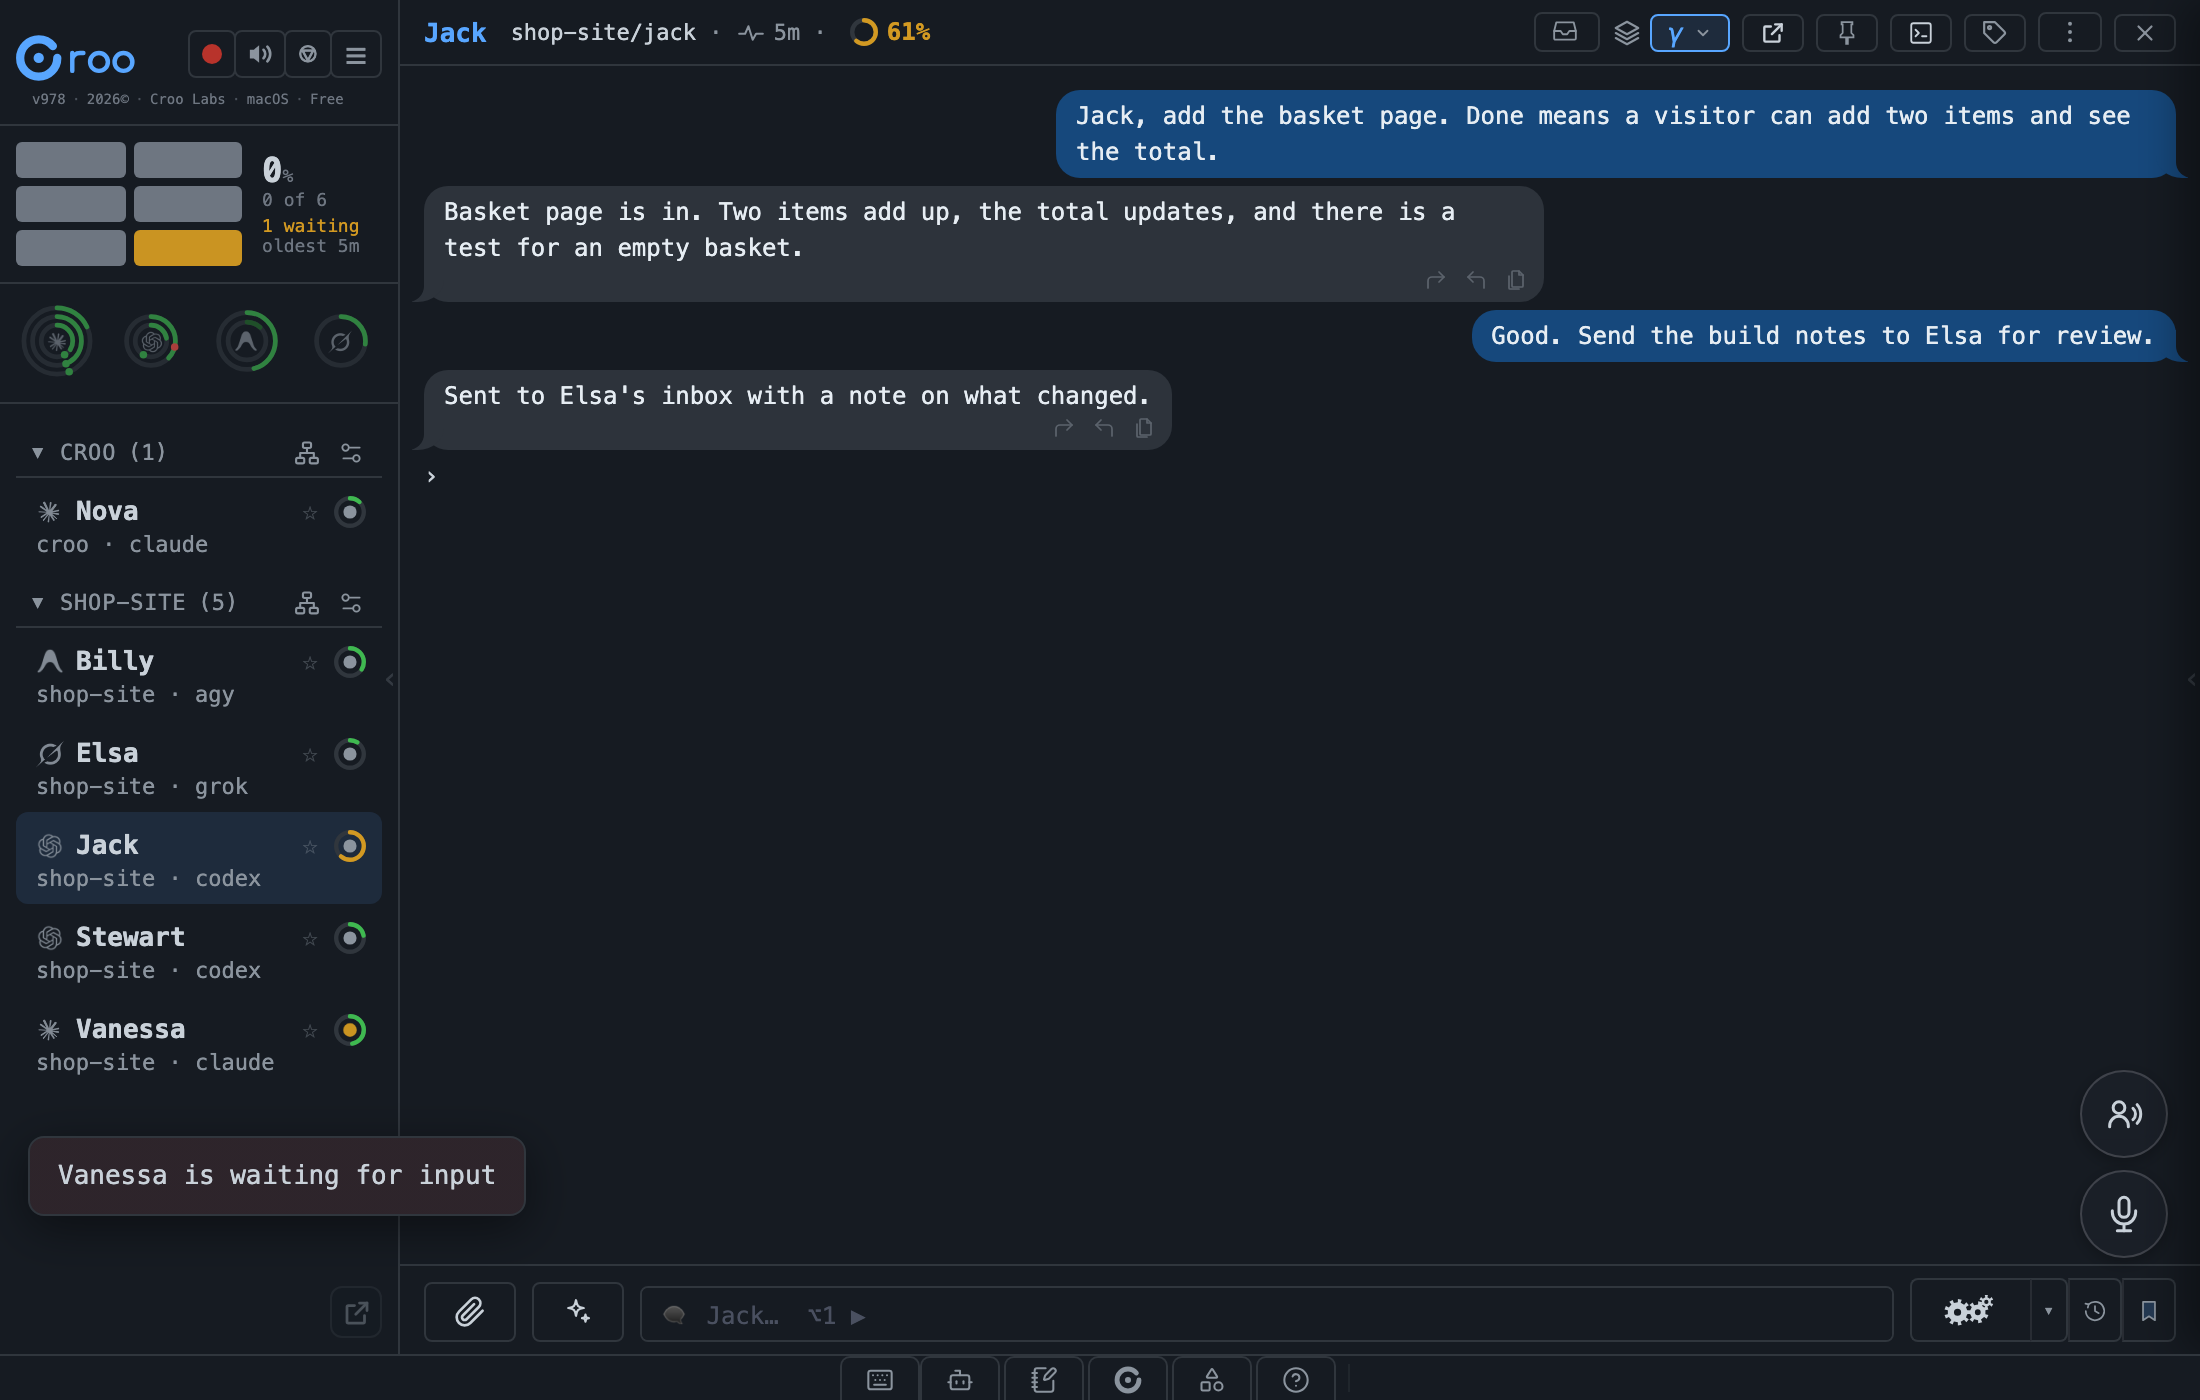 Croo
v978 · 2026© · Croo Labs · macOS · Free
0%
0 of 6
1 waiting
oldest 5m
▼ CROO (1)
Nova
croo · claude
▼ SHOP-SITE (5)
Billy
shop-site · agy
Elsa
shop-site · grok
Jack
shop-site · codex
Stewart
shop-site · codex
Vanessa
shop-site · claude
Vanessa is waiting for input
Jack shop-site/jack · 5m · 61%
γ
Jack, add the basket page. Done means a visitor can add two items and see
the total.
Basket page is in. Two items add up, the total updates, and there is a
test for an empty basket.
Good. Send the build notes to Elsa for review.
Sent to Elsa's inbox with a note on what changed.
›
Jack… ⌥1 ▶